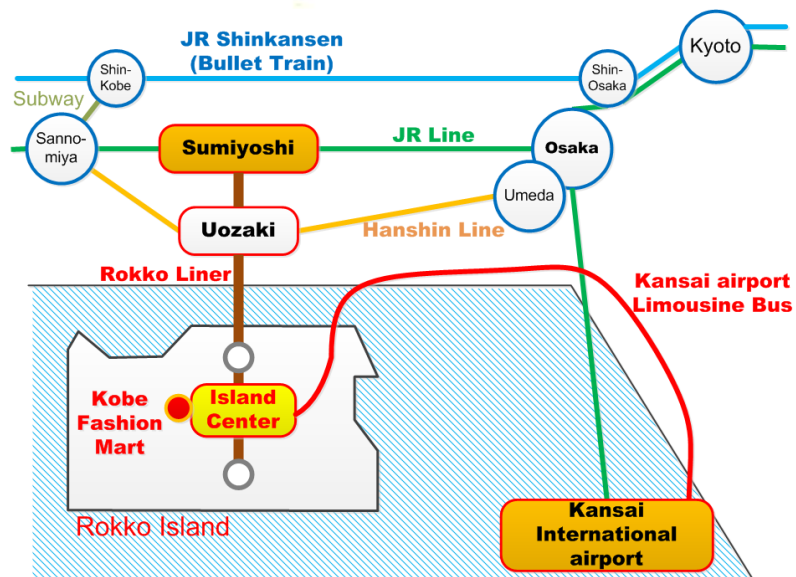 JR Shinkansen
(Bullet Train)
Kyoto
Shin-
Kobe
Shin-
Osaka
Subway
Sanno-
miya
Sumiyoshi
JR Line
Osaka
Umeda
Uozaki
Hanshin Line
Rokko Liner
Kansai airport
Limousine Bus
Kobe
Fashion
Mart
Island
Center
Rokko Island
Kansai
International
airport